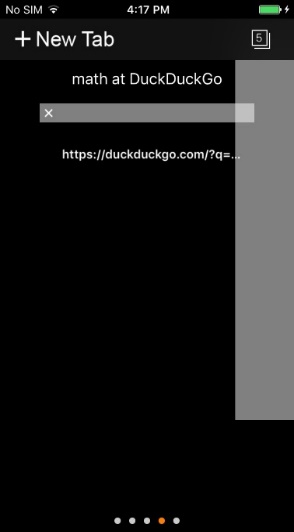 No SIM 4:17 PM
+ New Tab 5
math at DuckDuckGo
×
https://duckduckgo.com/?q=...